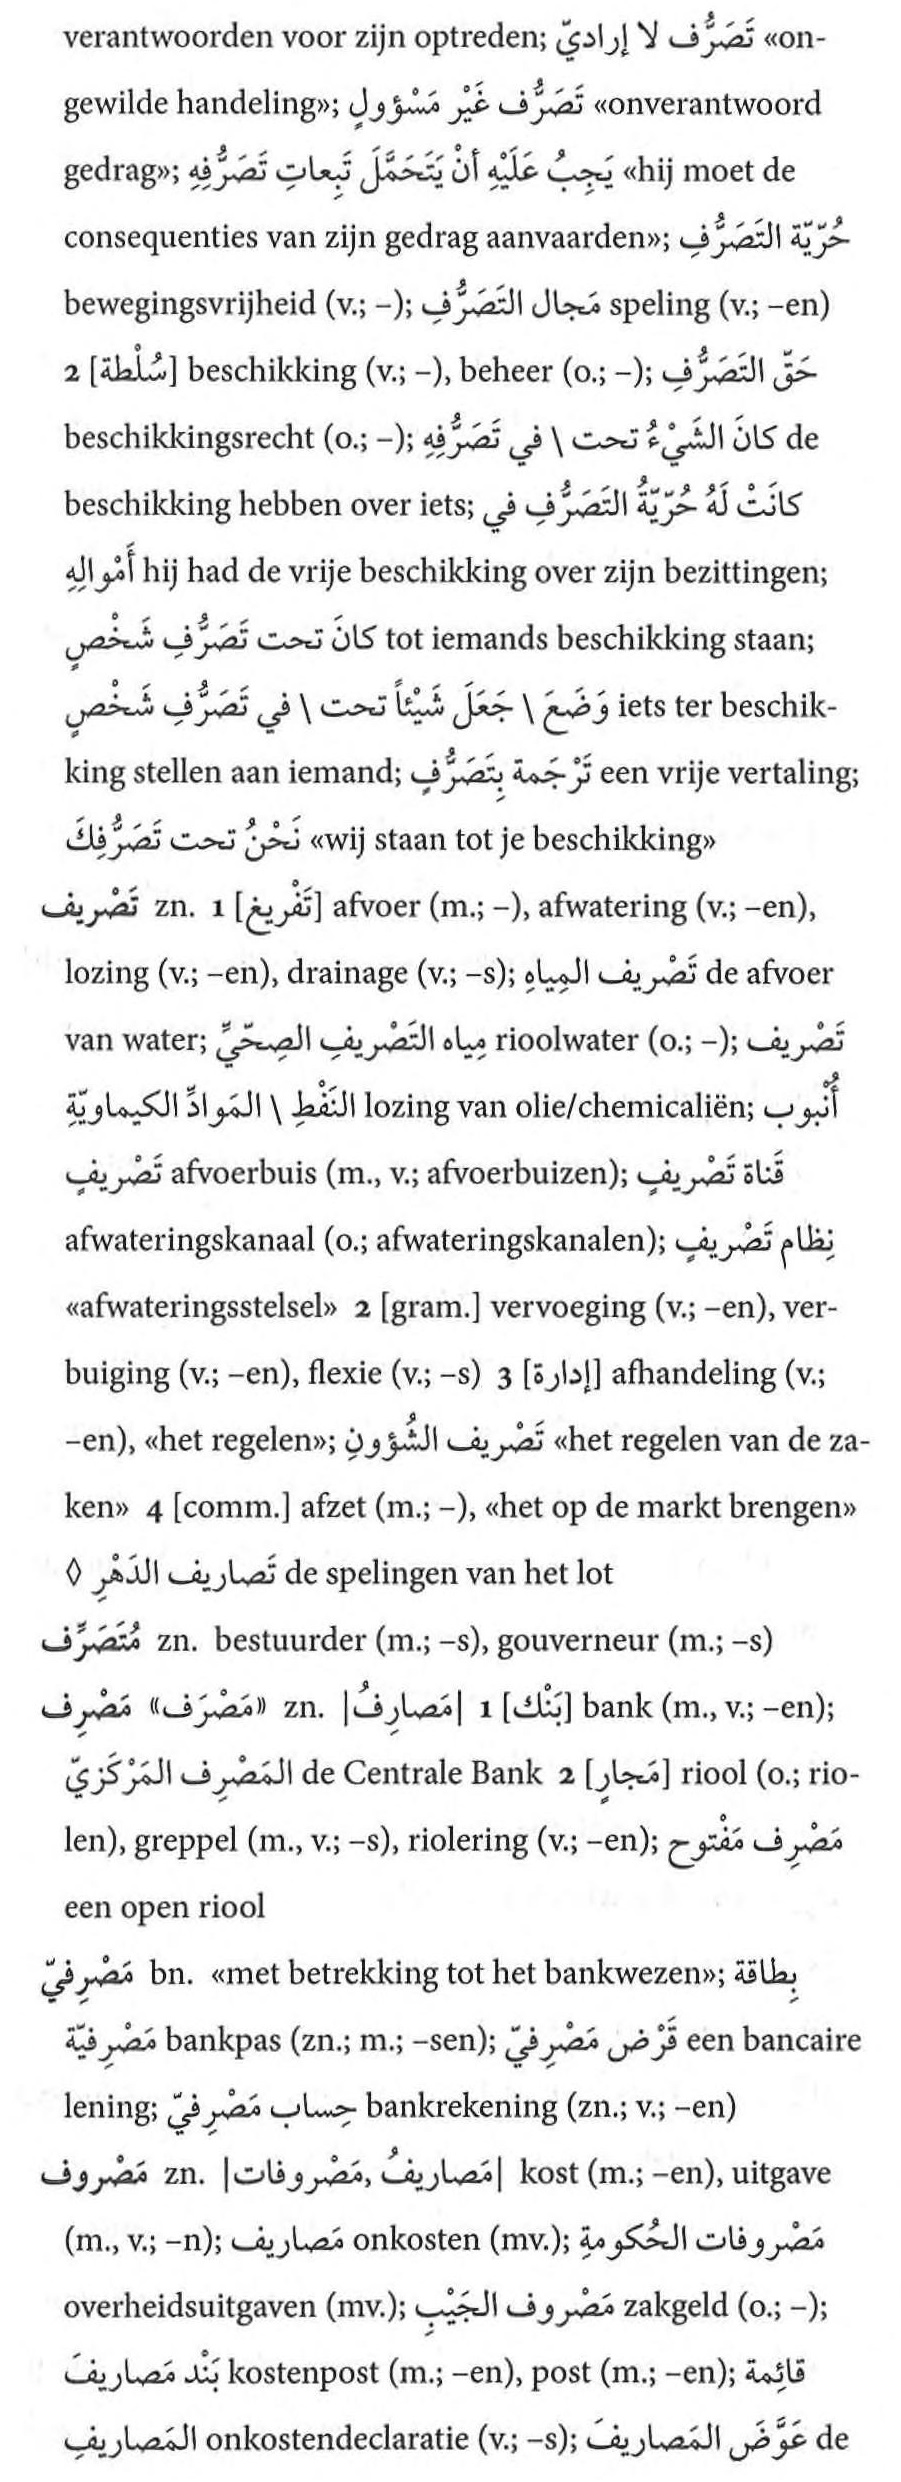 verantwoorden voor zijn optreden; تَصَرُّف لا إراديّ «on-
gewilde handeling»; تَصَرُّف غَيْر مَسْؤولٍ «onverantwoord
gedrag»; يَجِبُ عَلَيْهِ أنْ يَتَحَمَّلَ تَبِعاتِ تَصَرُّفِهِ «hij moet de
consequenties van zijn gedrag aanvaarden»; حُرّيّة التَصَرُّفِ
bewegingsvrijheid (v.; –); مَجال التَصَرُّفِ speling (v.; –en)
2 [سُلْطة] beschikking (v.; –), beheer (o.; –); حَقّ التَصَرُّفِ
beschikkingsrecht (o.; –); كانَ الشَيْءُ تحت \ في تَصَرُّفِهِ de
beschikking hebben over iets; كانَتْ لَهُ حُرّيّةُ التَصَرُّفِ في
أَمْوالِهِ hij had de vrije beschikking over zijn bezittingen;
كانَ تحت تَصَرُّفِ شَخْصٍ tot iemands beschikking staan;
وَضَعَ \ جَعَلَ شَيْئاً تحت \ في تَصَرُّفِ شَخْصٍ iets ter beschik-
king stellen aan iemand; تَرْجَمة بِتَصَرُّفٍ een vrije vertaling;
نَحْنُ تحت تَصَرُّفِكَ «wij staan tot je beschikking»
تَصْريف zn. 1 [تَفْريغ] afvoer (m.; –), afwatering (v.; –en),
lozing (v.; –en), drainage (v.; –s); تَصْريف المِياهِ de afvoer
van water; مِياه التَصْريفِ الصِحّيِّ rioolwater (o.; –); تَصْريف
النَفْطِ \ المَوادِّ الكيماويّةِ lozing van olie/chemicaliën; أُنْبوب
تَصْريفٍ afvoerbuis (m., v.; afvoerbuizen); قَناة تَصْريفٍ
afwateringskanaal (o.; afwateringskanalen); نِظام تَصْريفٍ
«afwateringsstelsel» 2 [gram.] vervoeging (v.; –en), ver-
buiging (v.; –en), flexie (v.; –s) 3 [إدارة] afhandeling (v.;
–en), «het regelen»; تَصْريف الشُؤونِ «het regelen van de za-
ken» 4 [comm.] afzet (m.; –), «het op de markt brengen»
◊ تَصاريف الدَهْرِ de spelingen van het lot
مُتَصَرِّف zn. bestuurder (m.; –s), gouverneur (m.; –s)
مَصْرِف «مَصْرَف» zn. |مَصارِفُ| 1 [بَنْك] bank (m., v.; –en);
المَصْرِف المَرْكَزيّ de Centrale Bank 2 [مَجارٍ] riool (o.; rio-
len), greppel (m., v.; –s), riolering (v.; –en); مَصْرِف مَفْتوح
een open riool
مَصْرِفيّ bn. «met betrekking tot het bankwezen»; بِطاقة
مَصْرِفيّة bankpas (zn.; m.; –sen); قَرْض مَصْرِفيّ een bancaire
lening; حِساب مَصْرِفيّ bankrekening (zn.; v.; –en)
مَصْروف zn. |مَصاريفُ, مَصْروفات| kost (m.; –en), uitgave
(m., v.; –n); مَصاريف onkosten (mv.); مَصْروفات الحُكومةِ
overheidsuitgaven (mv.); مَصْروف الجَيْبِ zakgeld (o.; –);
بَنْد مَصاريفَ kostenpost (m.; –en), post (m.; –en); قائِمة
المَصاريفِ onkostendeclaratie (v.; –s); عَوَّضَ المَصاريفَ de